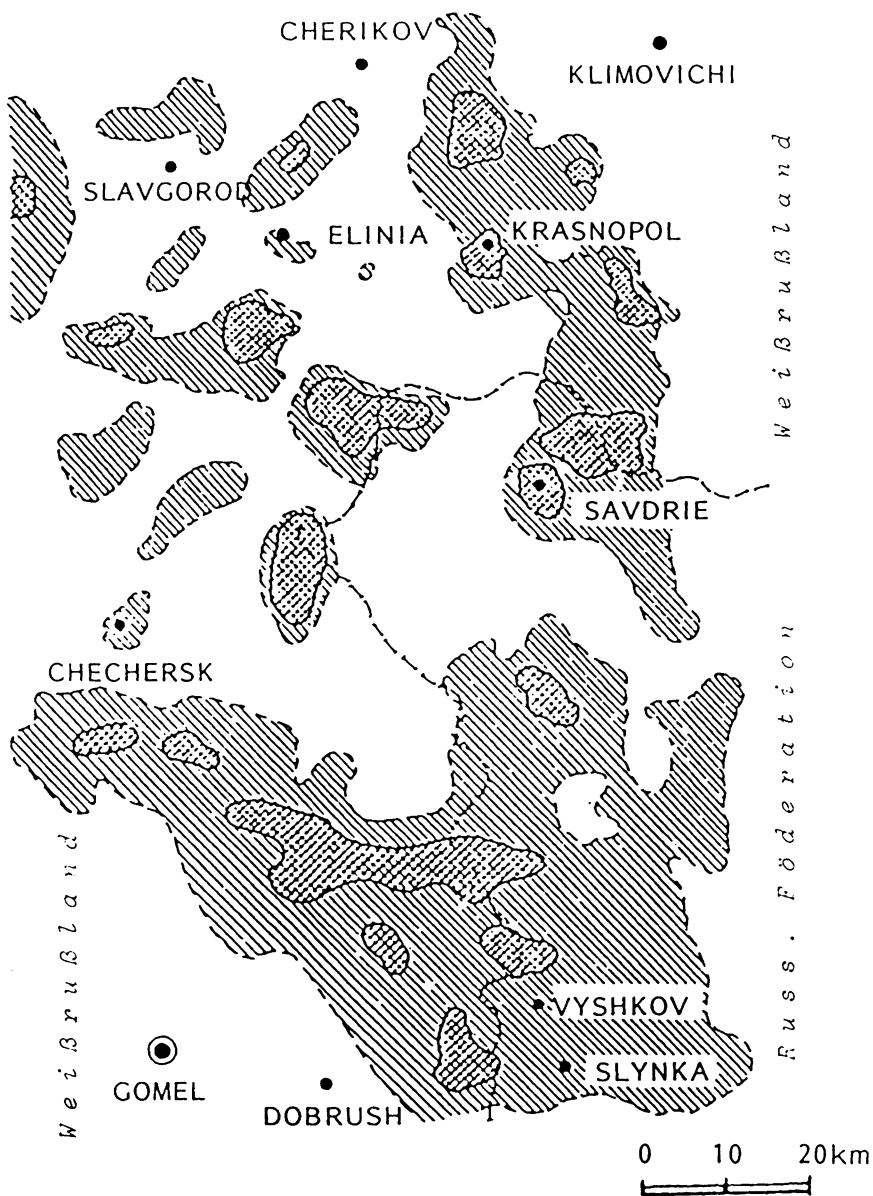 CHERIKOV
KLIMOVICHI
SLAVGOROD
ELINIA
KRASNOPOL
Weißrußland
SAVDRIE
CHECHERSK
Weißrußland
Russ. Föderation
VYSHKOV
SLYNKA
GOMEL
DOBRUSH
0 10 20km